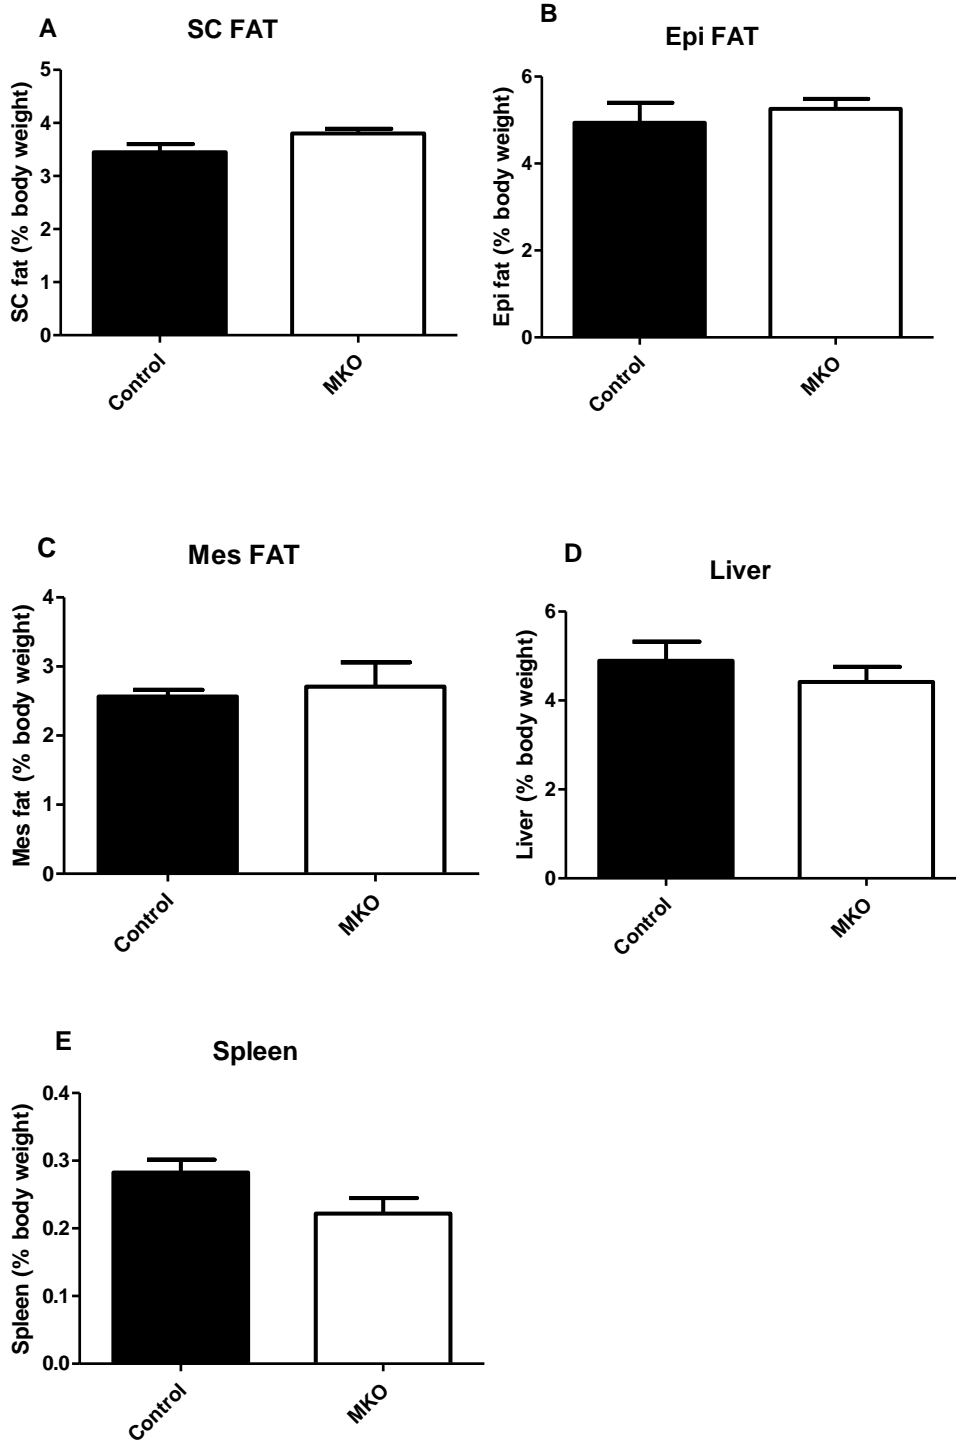 A
SC FAT
SC fat (% body weight)
5
4
3
2
1
0
Control
MKO
B
Epi FAT
Epi fat (% body weight)
6
4
2
0
Control
MKO
C
Mes FAT
Mes fat (% body weight)
4
3
2
1
0
Control
MKO
D
Liver
Liver (% body weight)
6
4
2
0
Control
MKO
E
Spleen
Spleen (% body weight)
0.4
0.3
0.2
0.1
0.0
Control
MKO